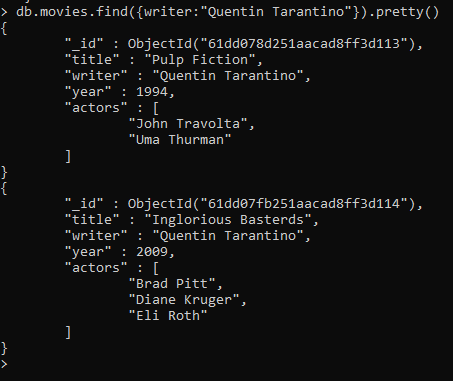 > db.movies.find({writer:"Quentin Tarantino"}).pretty()
{
        "_id" : ObjectId("61dd078d251aacad8ff3d113"),
        "title" : "Pulp Fiction",
        "writer" : "Quentin Tarantino",
        "year" : 1994,
        "actors" : [
                "John Travolta",
                "Uma Thurman"
        ]
}
{
        "_id" : ObjectId("61dd07fb251aacad8ff3d114"),
        "title" : "Inglorious Basterds",
        "writer" : "Quentin Tarantino",
        "year" : 2009,
        "actors" : [
                "Brad Pitt",
                "Diane Kruger",
                "Eli Roth"
        ]
}
>